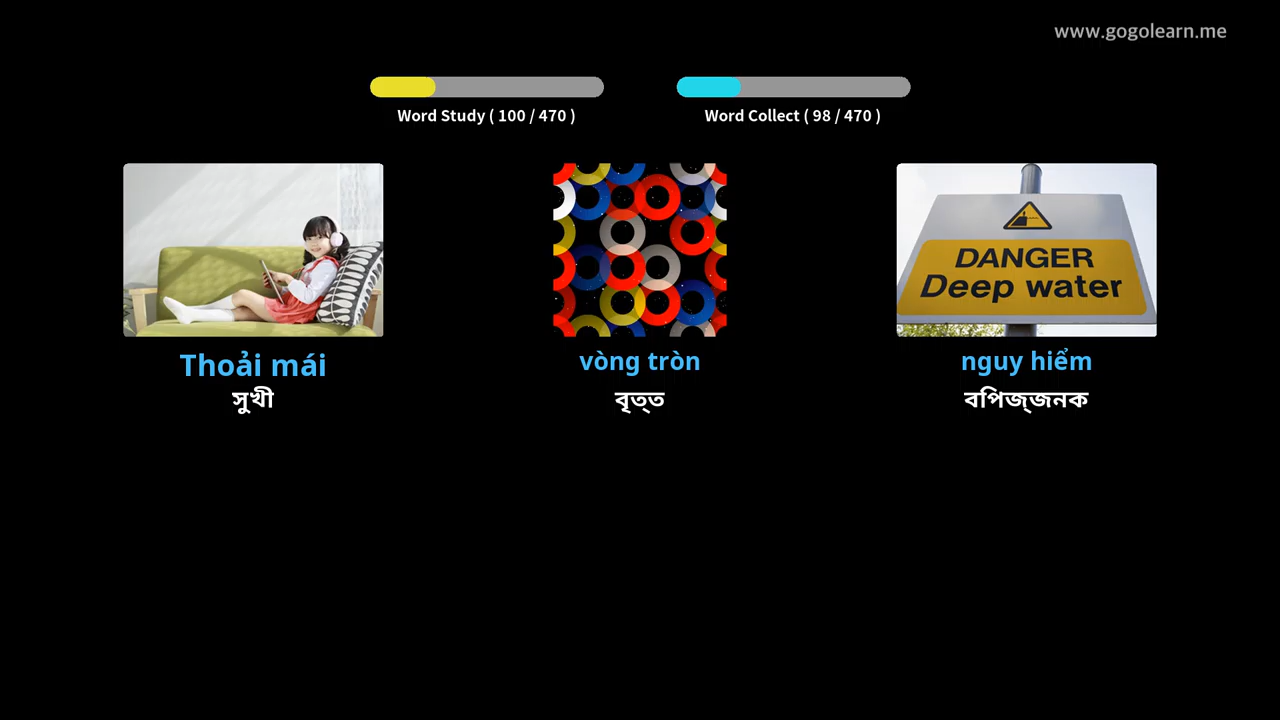 www.gogolearn.me
Word Study ( 100 / 470 )
Word Collect ( 98 / 470 )
DANGER
Deep water
Thoải mái
vòng tròn
nguy hiểm
সুখী
বৃত্ত
বিপজ্জনক